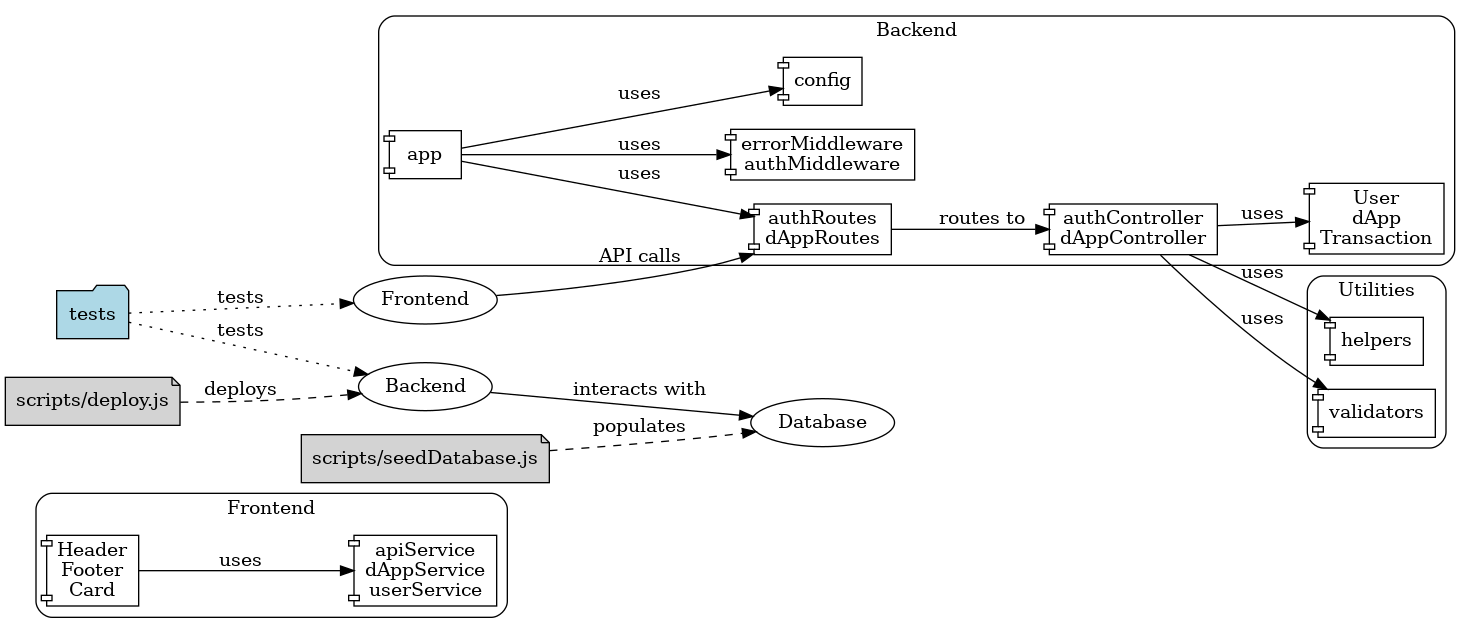 Backend
config
uses
app
uses
errorMiddleware
authMiddleware
uses
authRoutes
dAppRoutes
routes to
authController
dAppController
uses
User
dApp
Transaction
API calls
uses
Utilities
helpers
uses
validators
tests
tests
Frontend
tests
scripts/deploy.js
deploys
Backend
interacts with
Database
populates
scripts/seedDatabase.js
Frontend
Header
Footer
Card
uses
apiService
dAppService
userService